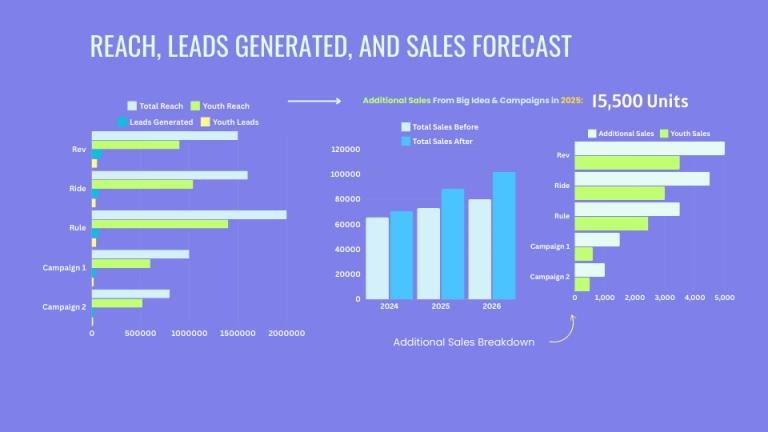 REACH, LEADS GENERATED, AND SALES FORECAST
Total Reach Youth Reach
Leads Generated Youth Leads
Rev
Ride
Rule
Campaign 1
Campaign 2
0 500000 1000000 1500000 2000000
Additional Sales From Big Idea & Campaigns in 2025: 15,500 Units
Total Sales Before
Total Sales After
120000
100000
80000
60000
40000
20000
0
2024 2025 2026
Additional Sales Youth Sales
Rev
Ride
Rule
Campaign 1
Campaign 2
0 1,000 2,000 3,000 4,000 5,000
Additional Sales Breakdown